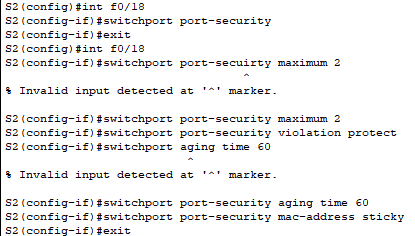 S2(config)#int f0/18
S2(config-if)#switchport port-security
S2(config-if)#exit
S2(config)#int f0/18
S2(config-if)#switchport port-secuirty maximum 2
^
% Invalid input detected at '^' marker.
S2(config-if)#switchport port-security maximum 2
S2(config-if)#switchport port-security violation protect
S2(config-if)#switchport aging time 60
^
% Invalid input detected at '^' marker.
S2(config-if)#switchport port-security aging time 60
S2(config-if)#switchport port-security mac-address sticky
S2(config-if)#exit